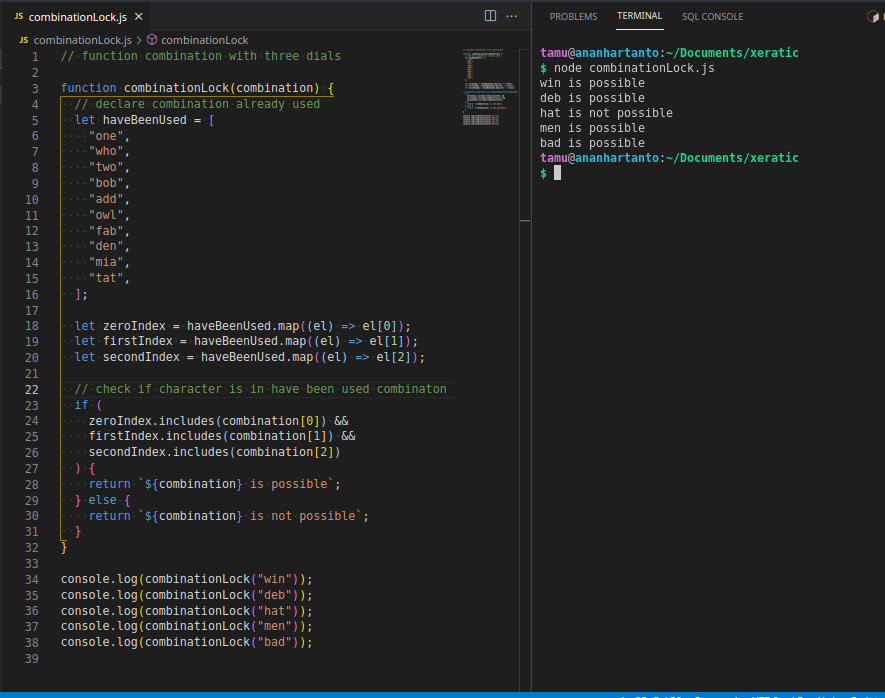 JS combinationLock.js ×
JS combinationLock.js > combinationLock
1 // function combination with three dials
2
3 function combinationLock(combination) {
4 // declare combination already used
5 let haveBeenUsed = [
6 "one",
7 "who",
8 "two",
9 "bob",
10 "add",
11 "owl",
12 "fab",
13 "den",
14 "mia",
15 "tat",
16 ];
17
18 let zeroIndex = haveBeenUsed.map((el) => el[0]);
19 let firstIndex = haveBeenUsed.map((el) => el[1]);
20 let secondIndex = haveBeenUsed.map((el) => el[2]);
21
22 // check if character is in have been used combinaton
23 if (
24 zeroIndex.includes(combination[0]) &&
25 firstIndex.includes(combination[1]) &&
26 secondIndex.includes(combination[2])
27 ) {
28 return `${combination} is possible`;
29 } else {
30 return `${combination} is not possible`;
31 }
32 }
33
34 console.log(combinationLock("win"));
35 console.log(combinationLock("deb"));
36 console.log(combinationLock("hat"));
37 console.log(combinationLock("men"));
38 console.log(combinationLock("bad"));
39
PROBLEMS TERMINAL SQL CONSOLE
tamu@ananhartanto:~/Documents/xeratic
$ node combinationLock.js
win is possible
deb is possible
hat is not possible
men is possible
bad is possible
tamu@ananhartanto:~/Documents/xeratic
$